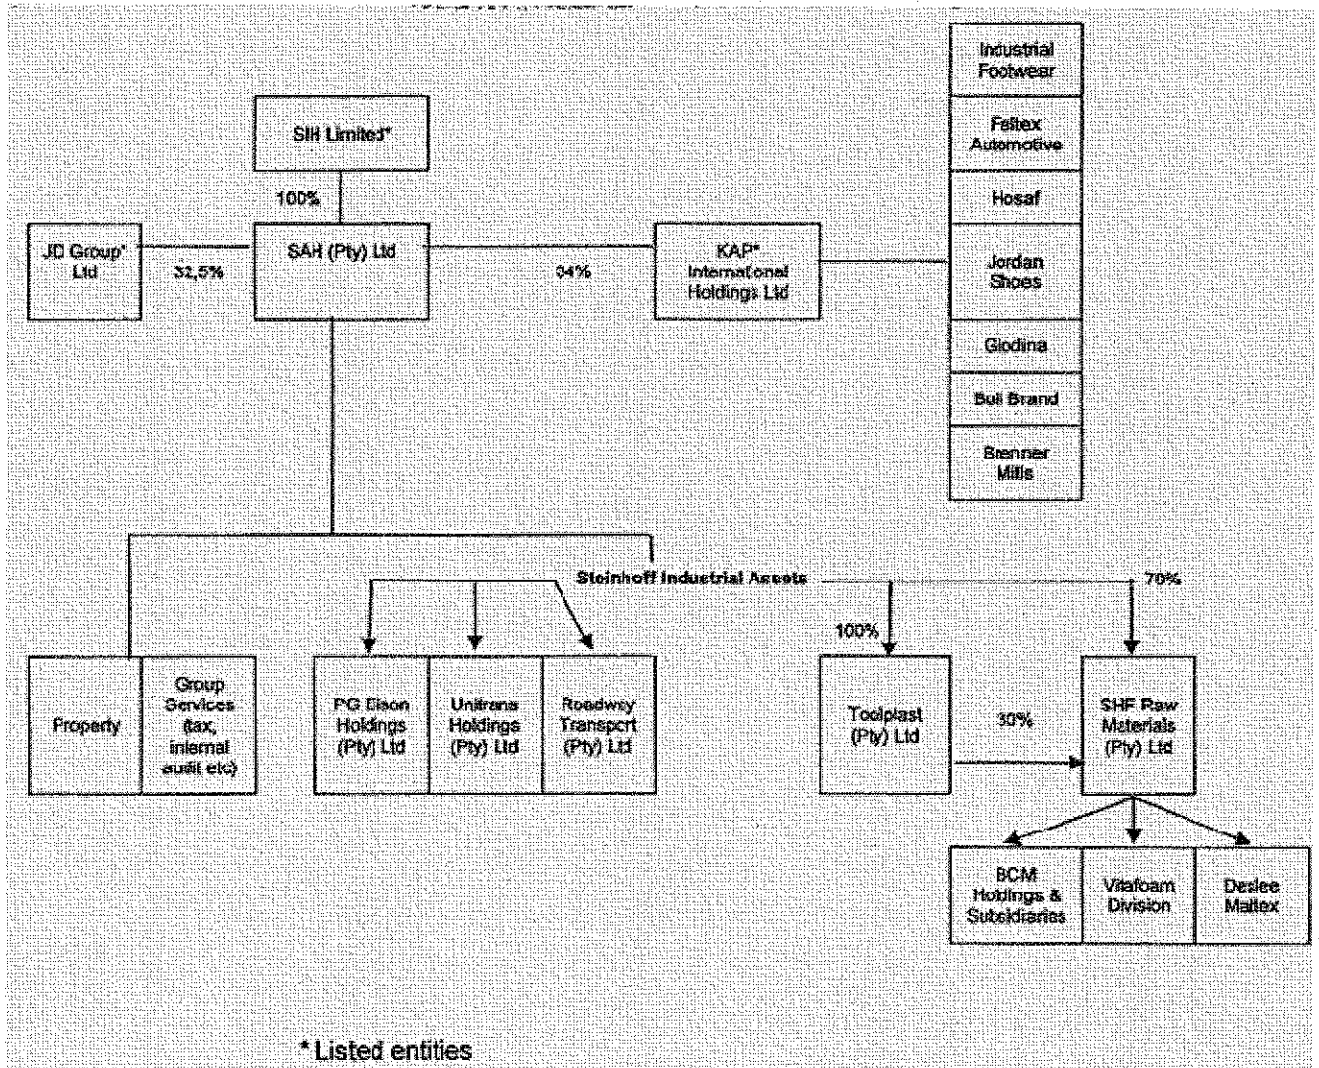 Industrial
Footwear
SIH Limited*
Feltex
Automotive
100%
Hosaf
JD Group*
Ltd
32,5%
SAH (Pty) Ltd
34%
KAP*
International
Holdings Ltd
Jordan
Shoes
Glodina
Bull Brand
Brenner
Mills
Steinhoff Industrial Assets
70%
100%
Property
Group
Services
(tax,
internal
audit etc)
PG Bison
Holdings
(Pty) Ltd
Unitrans
Holdings
(Pty) Ltd
Roadway
Transport
(Pty) Ltd
Toolplast
(Pty) Ltd
30%
SHF Raw
Materials
(Pty) Ltd
BCM
Holdings &
Subsidiaries
Vitafoam
Division
Deslee
Mattex
* Listed entities